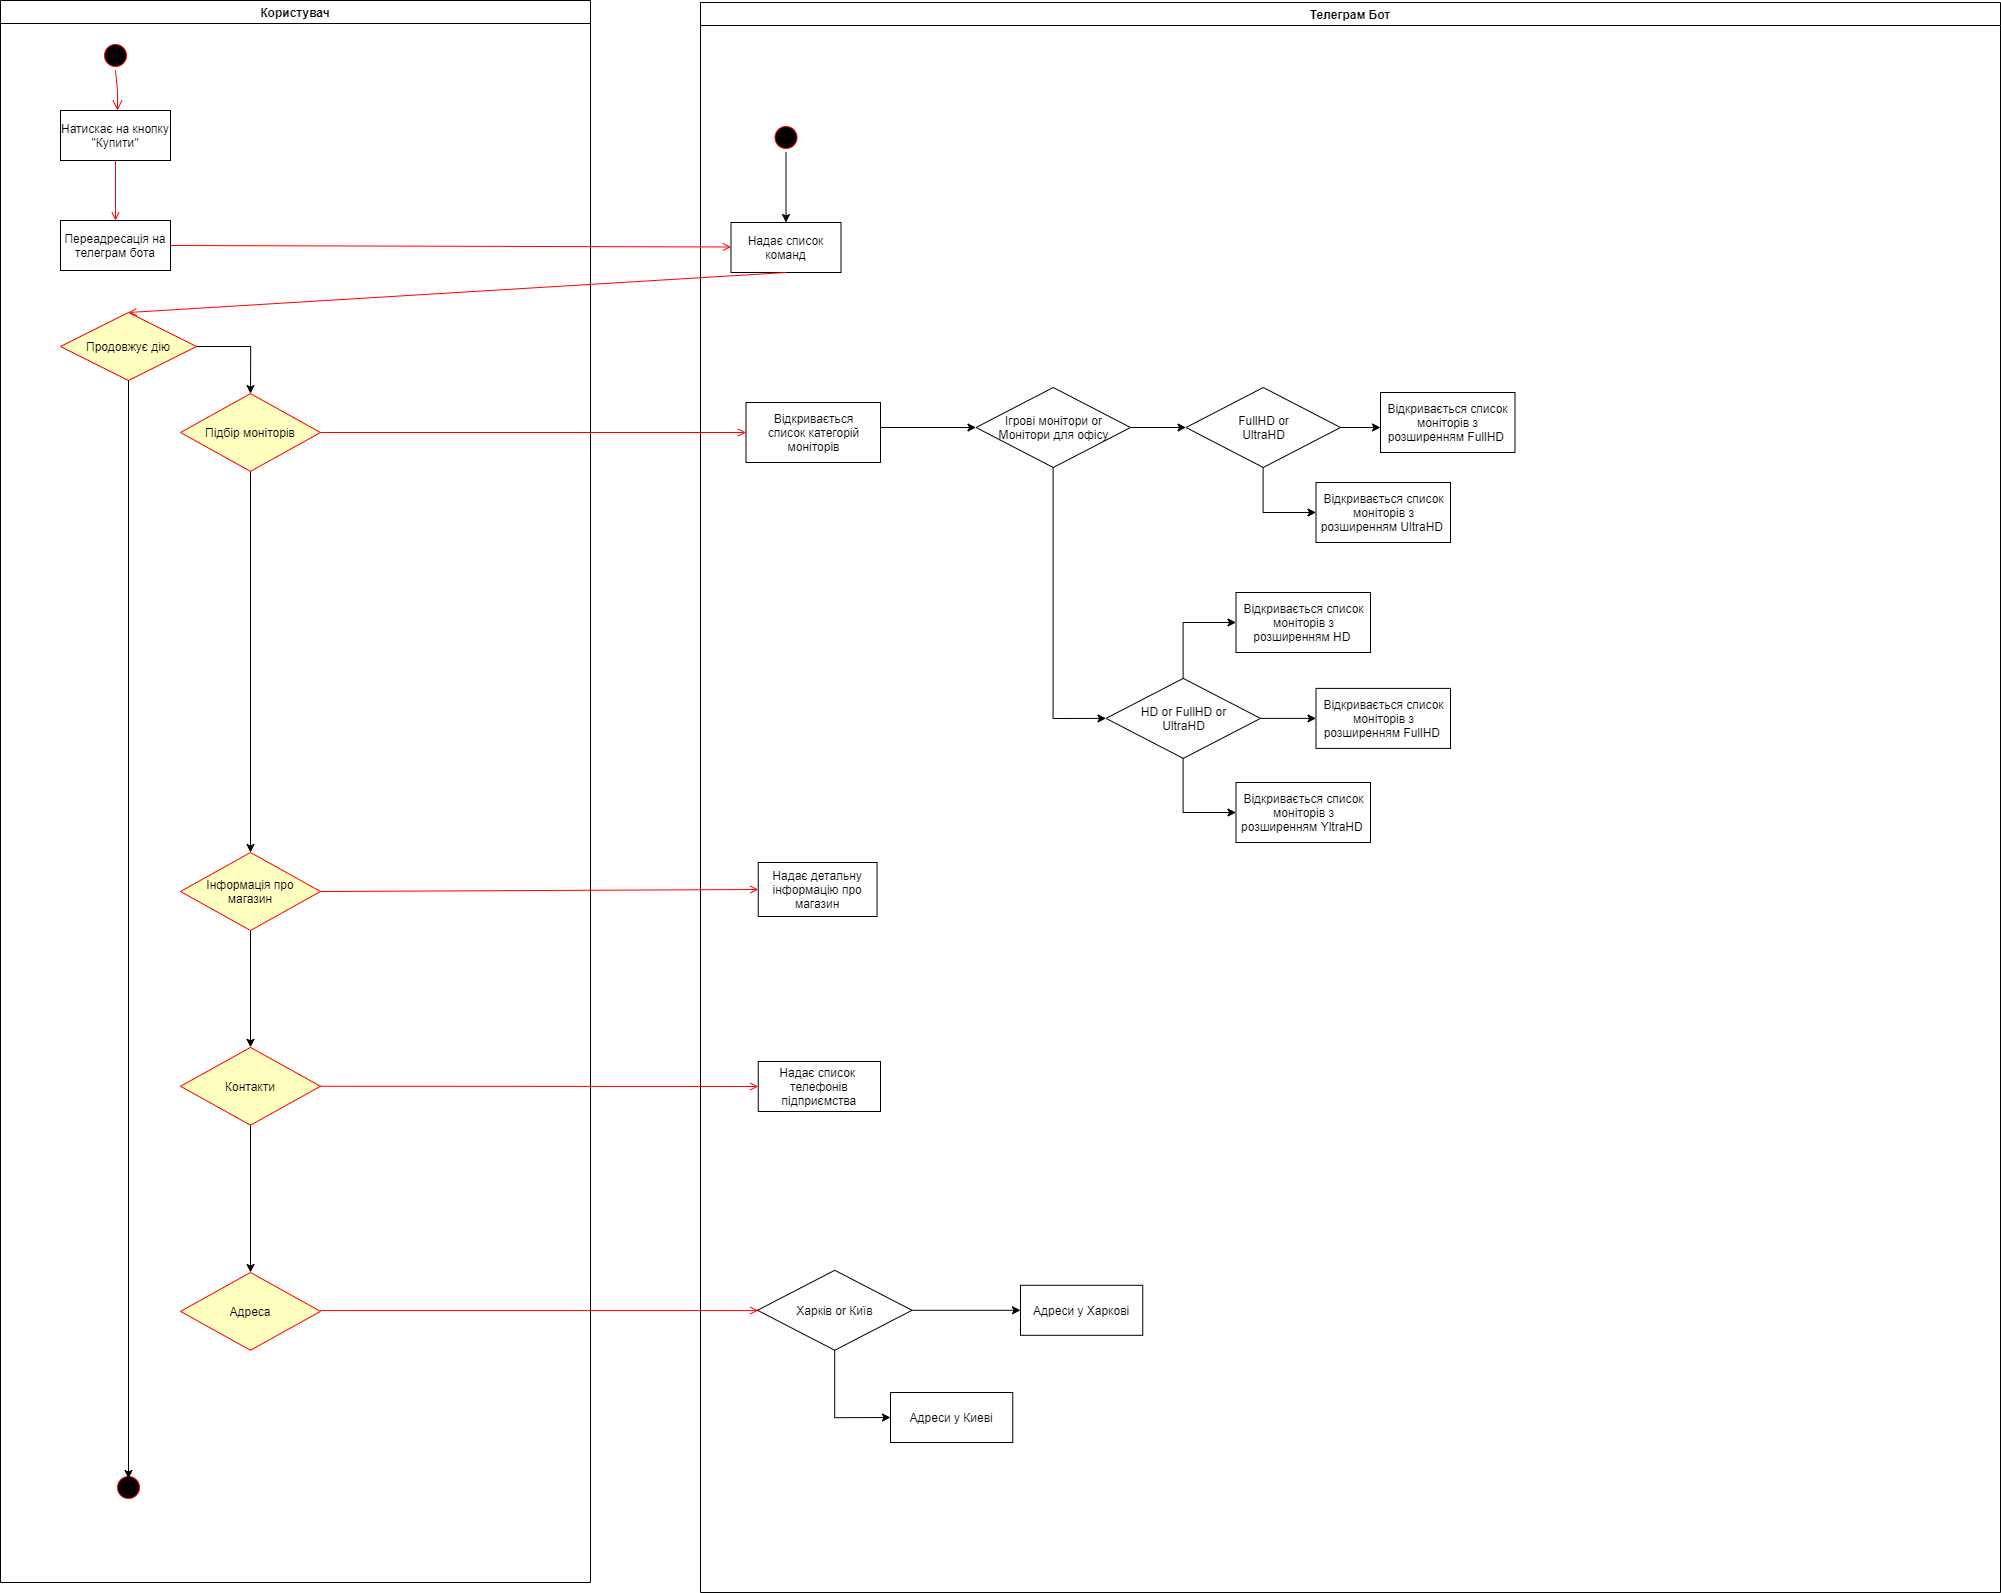 Користувач
Телеграм Бот
Натискає на кнопку
"Купити"
Переадресація на
телеграм бота
Надає список
команд
Продовжує дію
Підбір моніторів
Відкривається
список категорій
моніторів
Ігрові монітори or
Монітори для офісу
FullHD or
UltraHD
Відкривається список
моніторів з
розширенням FullHD
Відкривається список
моніторів з
розширенням UltraHD
Відкривається список
моніторів з
розширенням HD
HD or FullHD or
UltraHD
Відкривається список
моніторів з
розширенням FullHD
Відкривається список
моніторів з
розширенням YltraHD
Інформація про
магазин
Надає детальну
інформацію про
магазин
Контакти
Надає список
телефонів
підприємства
Адреса
Харків or Київ
Адреси у Харкові
Адреси у Киеві